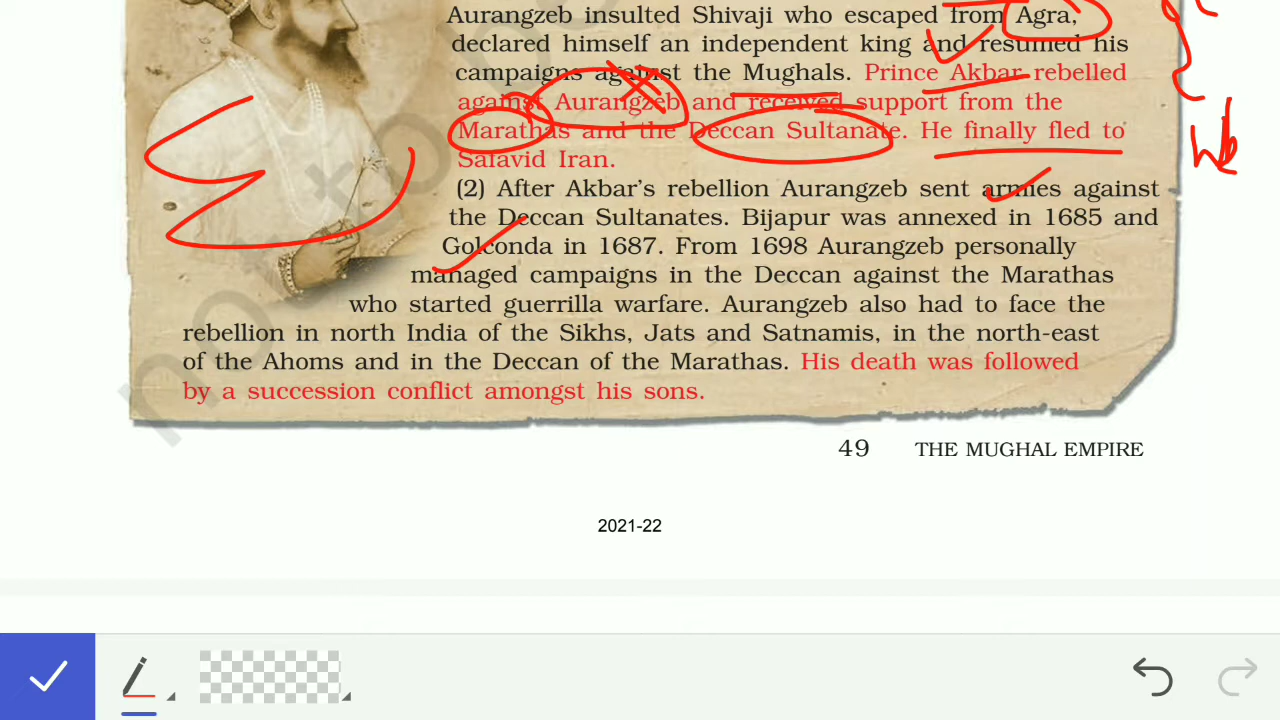 Aurangzeb insulted Shivaji who escaped from Agra,
declared himself an independent king and resumed his
campaigns against the Mughals. Prince Akbar rebelled
against Aurangzeb and received support from the
Marathas and the Deccan Sultanate. He finally fled to
Safavid Iran.
(2) After Akbar's rebellion Aurangzeb sent armies against
the Deccan Sultanates. Bijapur was annexed in 1685 and
Golconda in 1687. From 1698 Aurangzeb personally
managed campaigns in the Deccan against the Marathas
who started guerrilla warfare. Aurangzeb also had to face the
rebellion in north India of the Sikhs, Jats and Satnamis, in the north-east
of the Ahoms and in the Deccan of the Marathas. His death was followed
by a succession conflict amongst his sons.
49 THE MUGHAL EMPIRE
2021-22